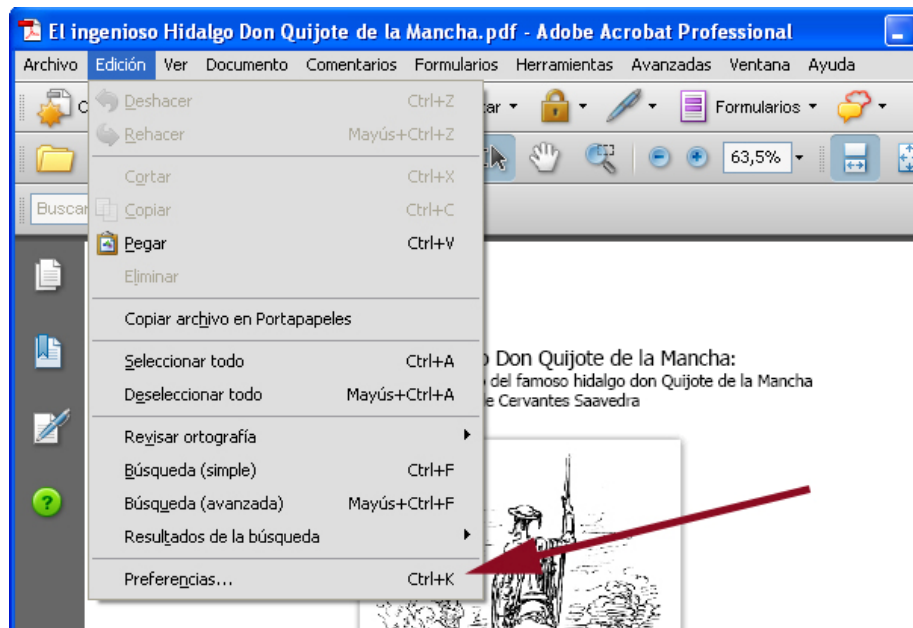 El ingenioso Hidalgo Don Quijote de la Mancha.pdf - Adobe Acrobat Professional
Archivo Edición Ver Documento Comentarios Formularios Herramientas Avanzadas Ventana Ayuda
Formularios
63,5%
Buscar
Deshacer Ctrl+Z
Rehacer Mayús+Ctrl+Z
Cortar Ctrl+X
Copiar Ctrl+C
Pegar Ctrl+V
Eliminar
Copiar archivo en Portapapeles
Seleccionar todo Ctrl+A
Deseleccionar todo Mayús+Ctrl+A
Revisar ortografía
Búsqueda (simple) Ctrl+F
Búsqueda (avanzada) Mayús+Ctrl+F
Resultados de la búsqueda
Preferencias... Ctrl+K
Don Quijote de la Mancha:
del famoso hidalgo don Quijote de la Mancha
Cervantes Saavedra